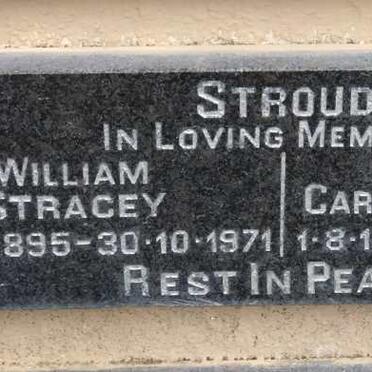 STROUD
IN LOVING MEM
WILLIAM
STRACEY CAR
895-30·10·1971 1·8·1
REST IN PEA